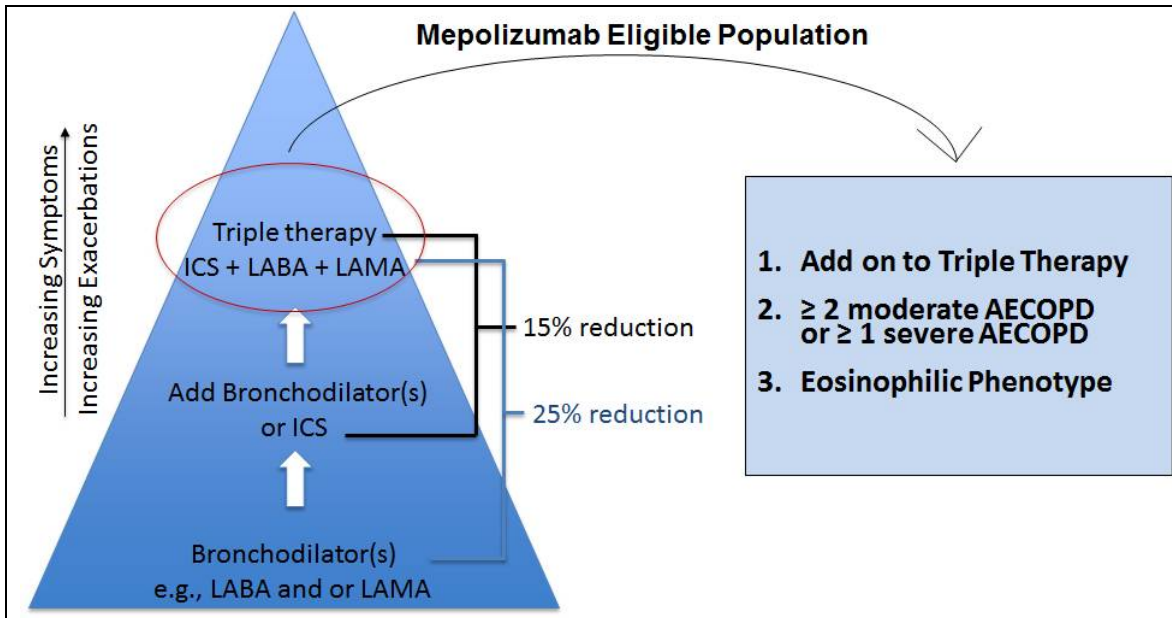 Mepolizumab Eligible Population
Increasing Symptoms
Increasing Exacerbations
Triple therapy
ICS + LABA + LAMA
15% reduction
Add Bronchodilator(s)
or ICS
25% reduction
Bronchodilator(s)
e.g., LABA and or LAMA
1. Add on to Triple Therapy
2. ≥ 2 moderate AECOPD
or ≥ 1 severe AECOPD
3. Eosinophilic Phenotype